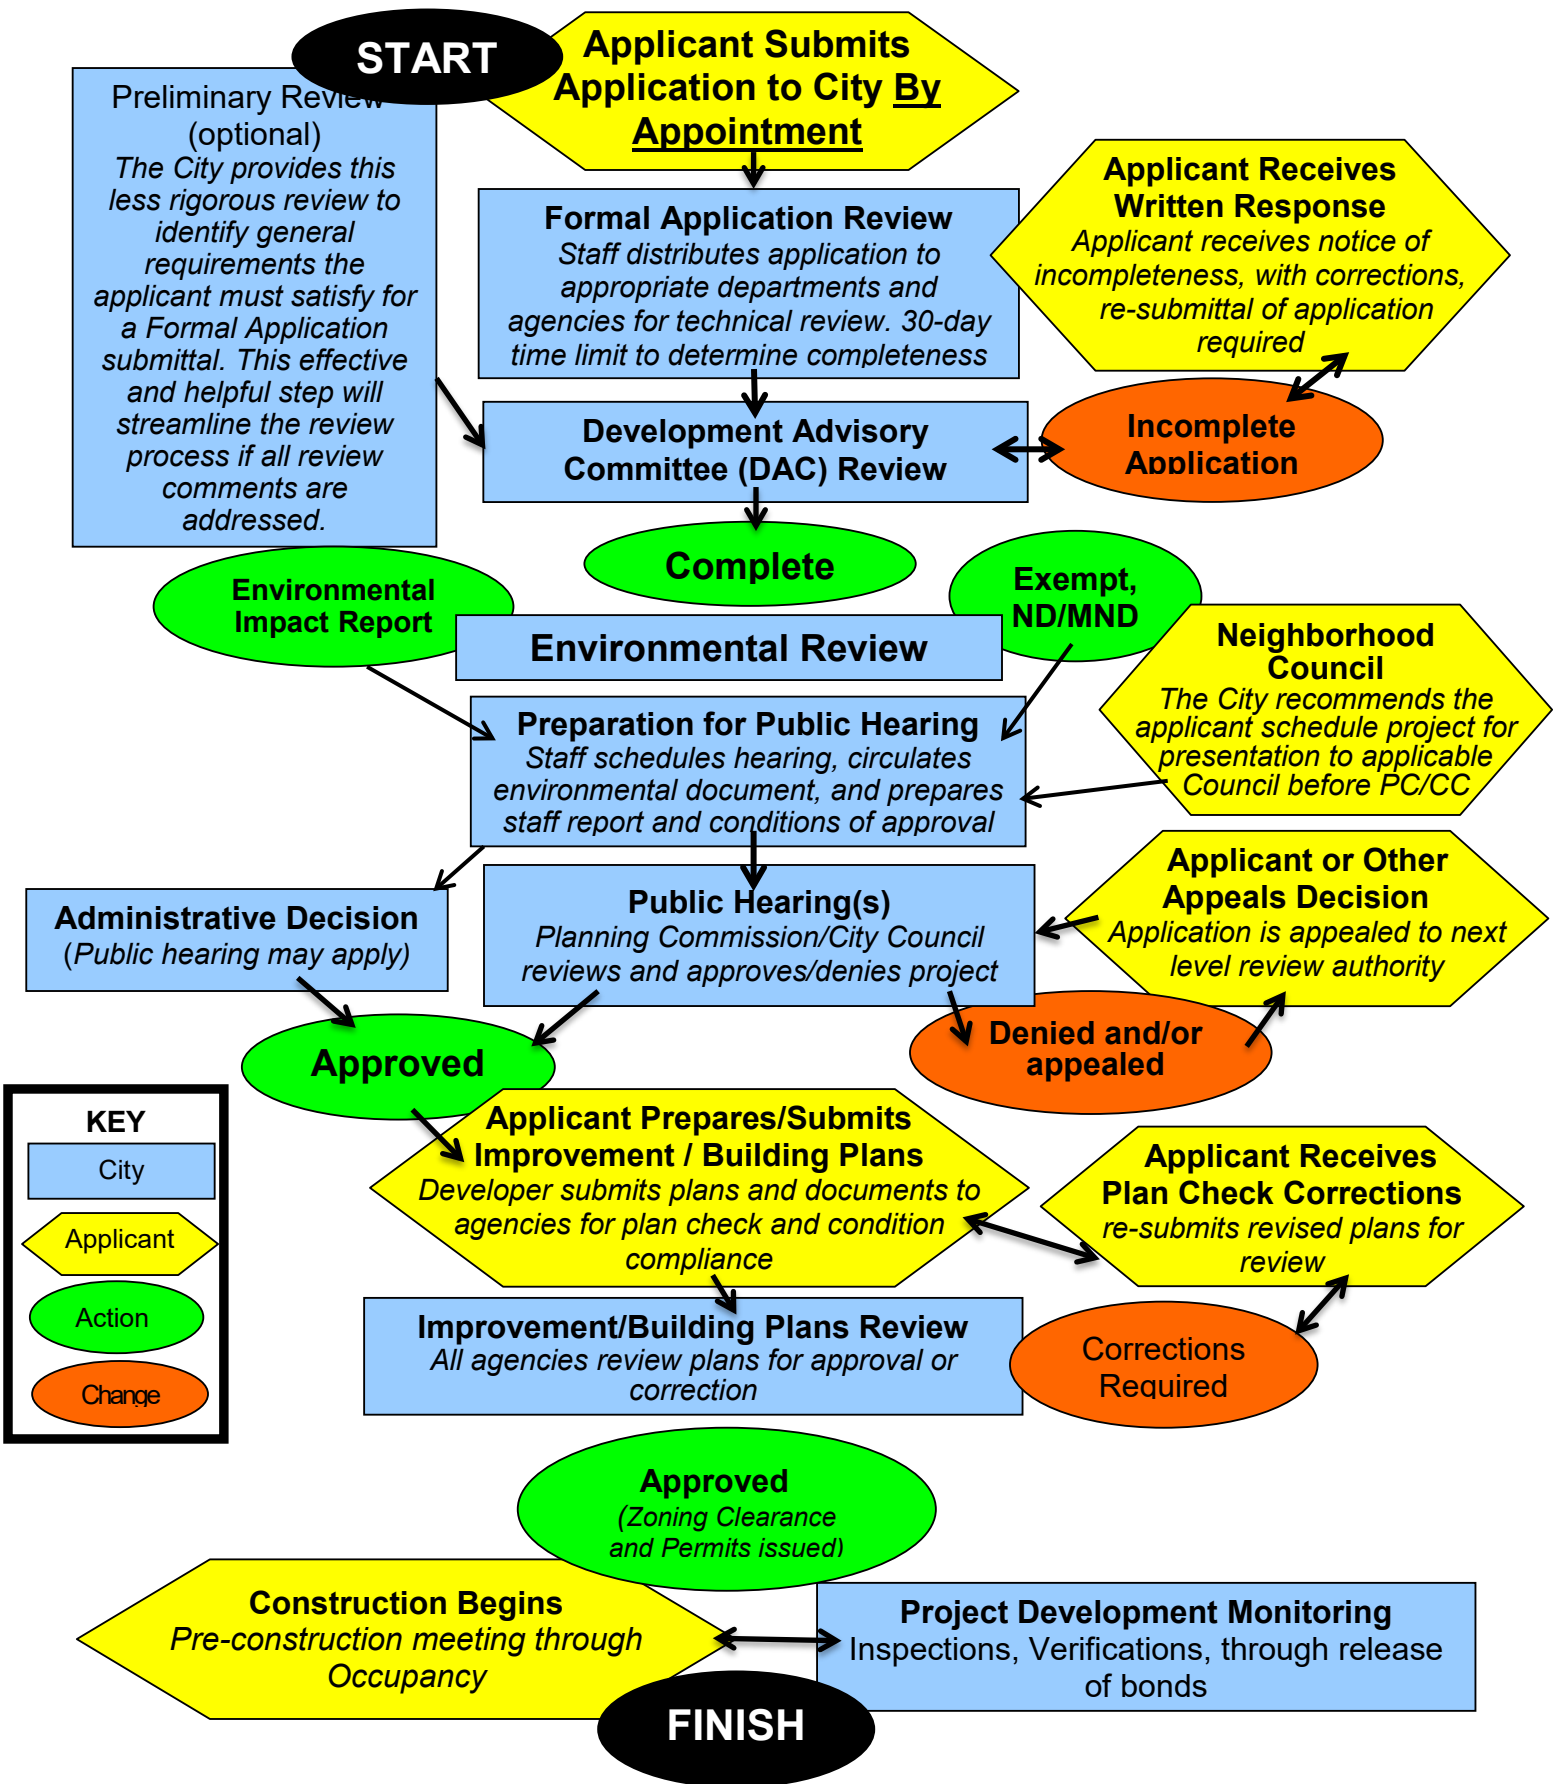 START
Applicant Submits
Application to City By
Appointment
Preliminary Review
(optional)
The City provides this
less rigorous review to
identify general
requirements the
applicant must satisfy for
a Formal Application
submittal. This effective
and helpful step will
streamline the review
process if all review
comments are
addressed.
Formal Application Review
Staff distributes application to
appropriate departments and
agencies for technical review. 30-day
time limit to determine completeness
Applicant Receives
Written Response
Applicant receives notice of
incompleteness, with corrections,
re-submittal of application
required
Development Advisory
Committee (DAC) Review
Incomplete
Application
Complete
Environmental
Impact Report
Exempt,
ND/MND
Environmental Review
Neighborhood
Council
The City recommends the
applicant schedule project for
presentation to applicable
Council before PC/CC
Preparation for Public Hearing
Staff schedules hearing, circulates
environmental document, and prepares
staff report and conditions of approval
Administrative Decision
(Public hearing may apply)
Public Hearing(s)
Planning Commission/City Council
reviews and approves/denies project
Applicant or Other
Appeals Decision
Application is appealed to next
level review authority
Approved
Denied and/or
appealed
KEY
City
Applicant
Action
Change
Applicant Prepares/Submits
Improvement / Building Plans
Developer submits plans and documents to
agencies for plan check and condition
compliance
Applicant Receives
Plan Check Corrections
re-submits revised plans for
review
Improvement/Building Plans Review
All agencies review plans for approval or
correction
Corrections
Required
Approved
(Zoning Clearance
and Permits issued)
Construction Begins
Pre-construction meeting through
Occupancy
Project Development Monitoring
Inspections, Verifications, through release
of bonds
FINISH